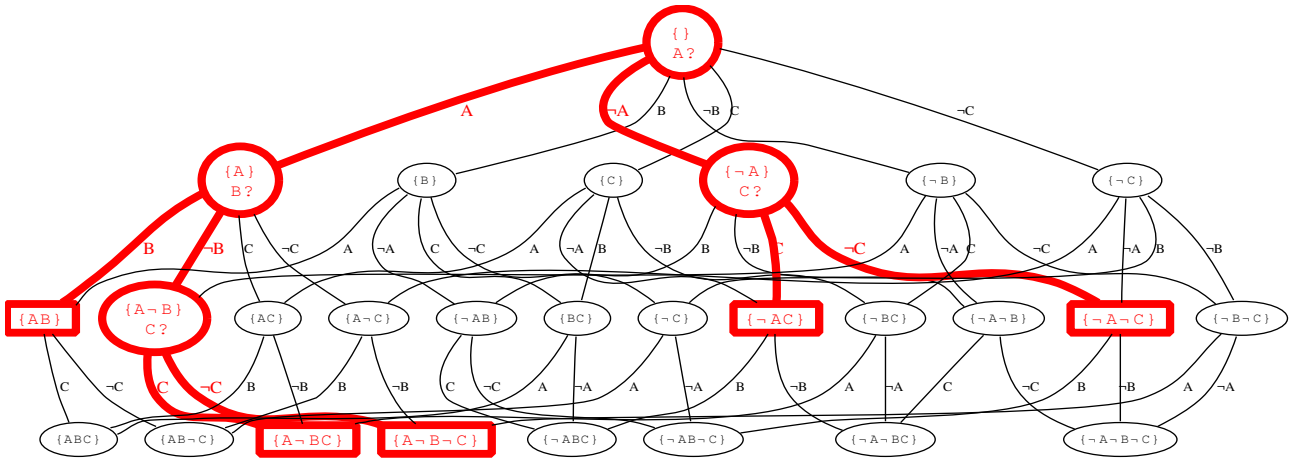 {}
A?
A
¬A
B
¬B
C
¬C
{A}
B?
{B}
{C}
{¬A}
C?
{¬B}
{¬C}
B
¬B
C
¬C
A
¬A
C
¬C
A
¬A
B
¬B
B
¬B
C
¬C
A
¬A
C
¬C
A
¬A
B
¬B
{AB}
{A¬B}
C?
{AC}
{A¬C}
{¬AB}
{BC}
{¬C}
{¬AC}
{¬BC}
{¬A¬B}
{¬A¬C}
{¬B¬C}
C
¬C
C
¬C
B
¬B
B
¬B
C
¬C
A
¬A
A
¬A
B
¬B
A
¬A
C
¬C
B
¬B
A
¬A
{ABC}
{AB¬C}
{A¬BC}
{A¬B¬C}
{¬ABC}
{¬AB¬C}
{¬A¬BC}
{¬A¬B¬C}